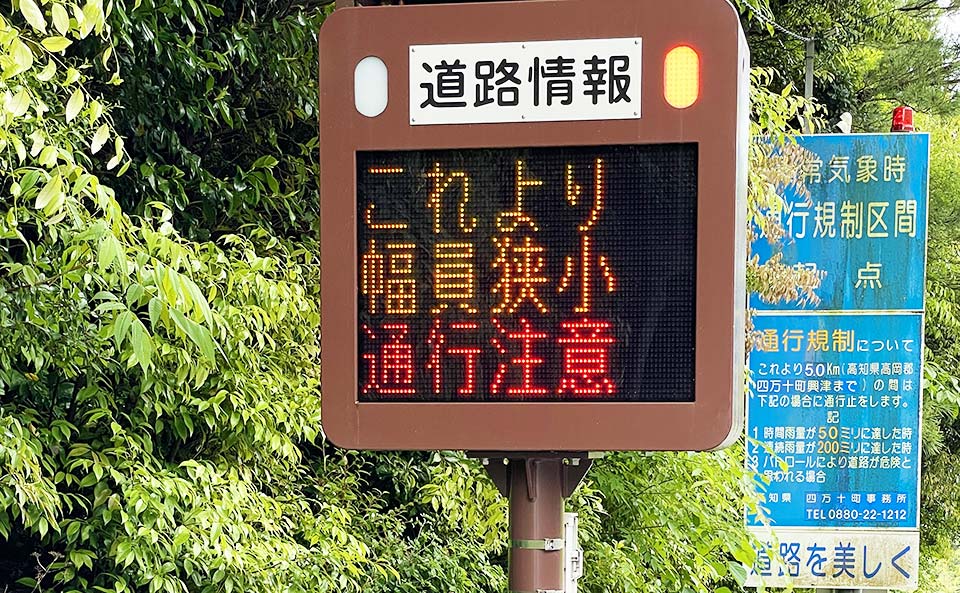 道路情報
これより
幅員狭小
通行注意
常気象時
通行規制区間
起点
通行規制について
これより5.0Km(高知県高岡郡
四万十町興津まで)の間は
下記の場合に通行止をします。
記
1 時間雨量が50ミリに達した時
2 連続雨量が200ミリに達した時
3 パトロールにより道路が危険と
思われる場合
高知県 四万十町事務所
TEL 0880-22-1212
道路を美しく